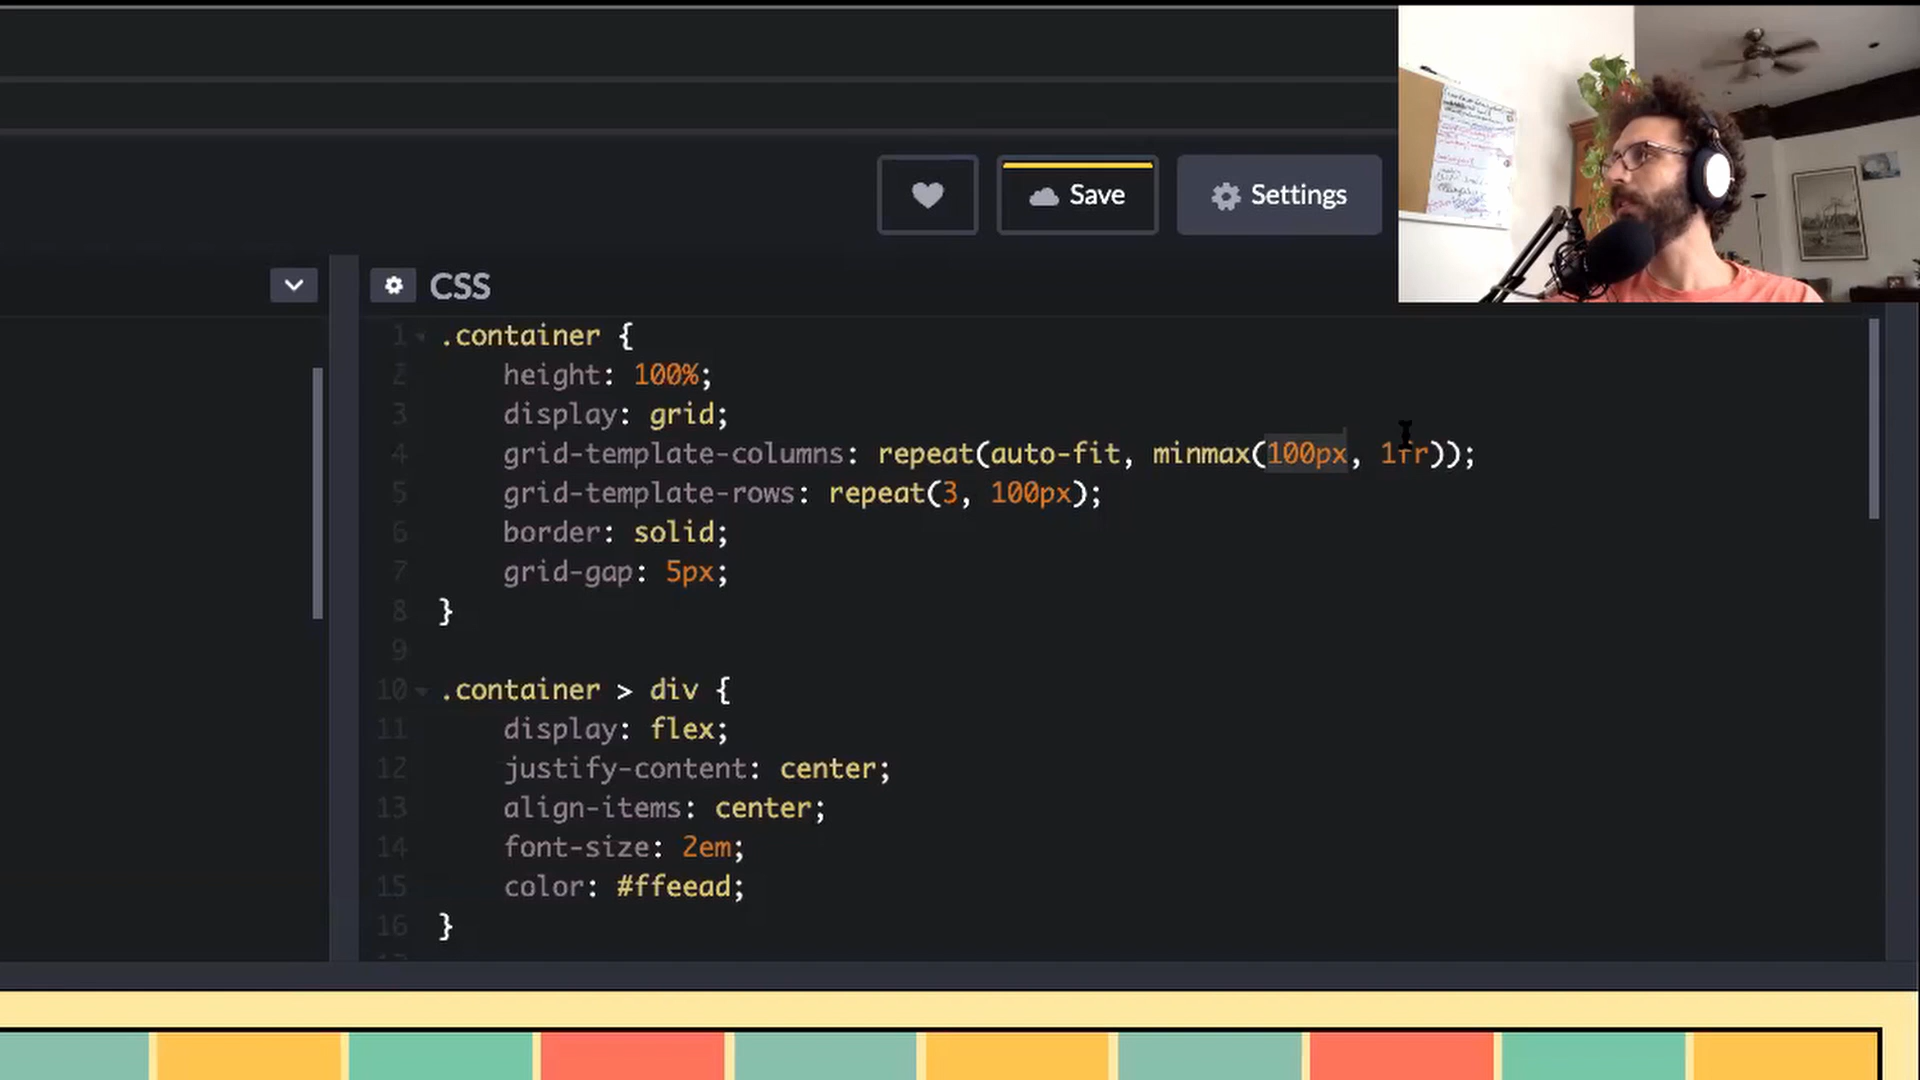 Save
Settings
CSS
1 .container {
2 height: 100%;
3 display: grid;
4 grid-template-columns: repeat(auto-fit, minmax(100px, 1fr));
5 grid-template-rows: repeat(3, 100px);
6 border: solid;
7 grid-gap: 5px;
8 }
9
10 .container > div {
11 display: flex;
12 justify-content: center;
13 align-items: center;
14 font-size: 2em;
15 color: #ffeead;
16 }